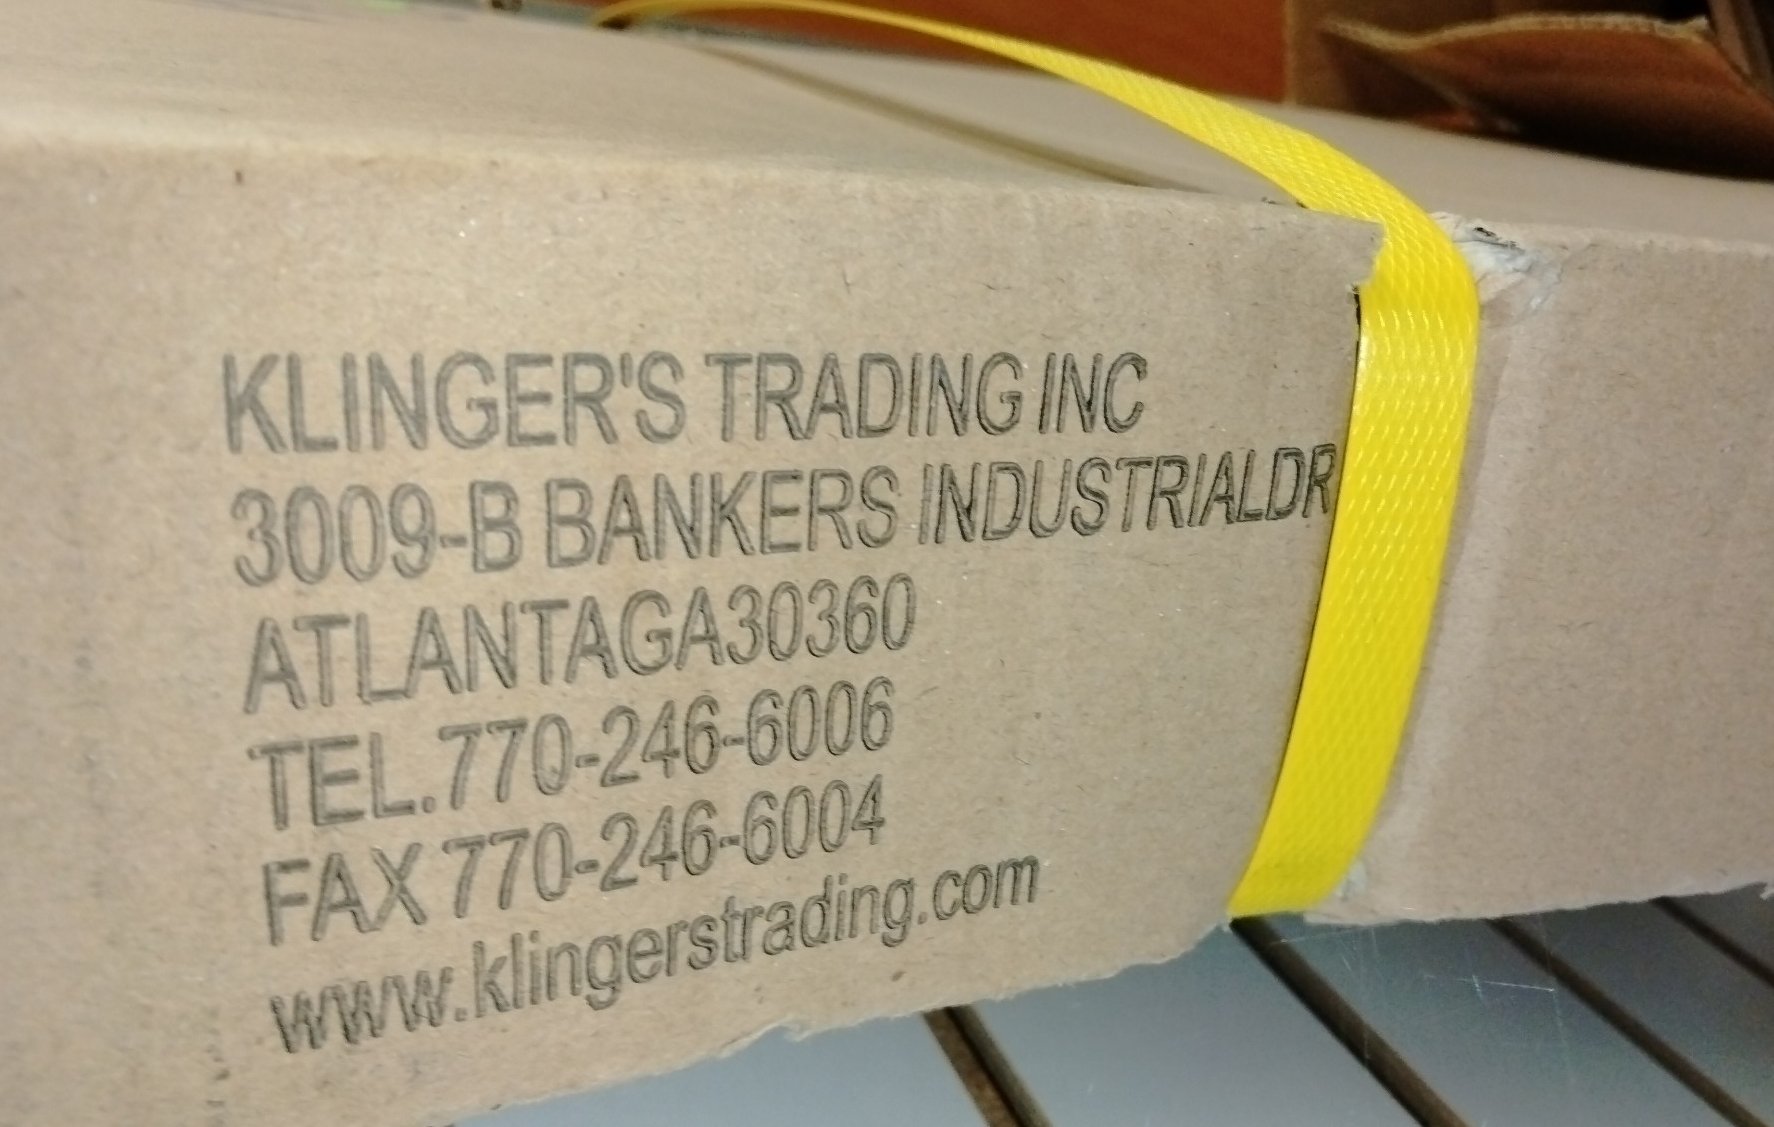 KLINGER'S TRADING INC
3009-B BANKERS INDUSTRIALDR
ATLANTAGA30360
TEL.770-246-6006
FAX 770-246-6004
www.klingerstrading.com